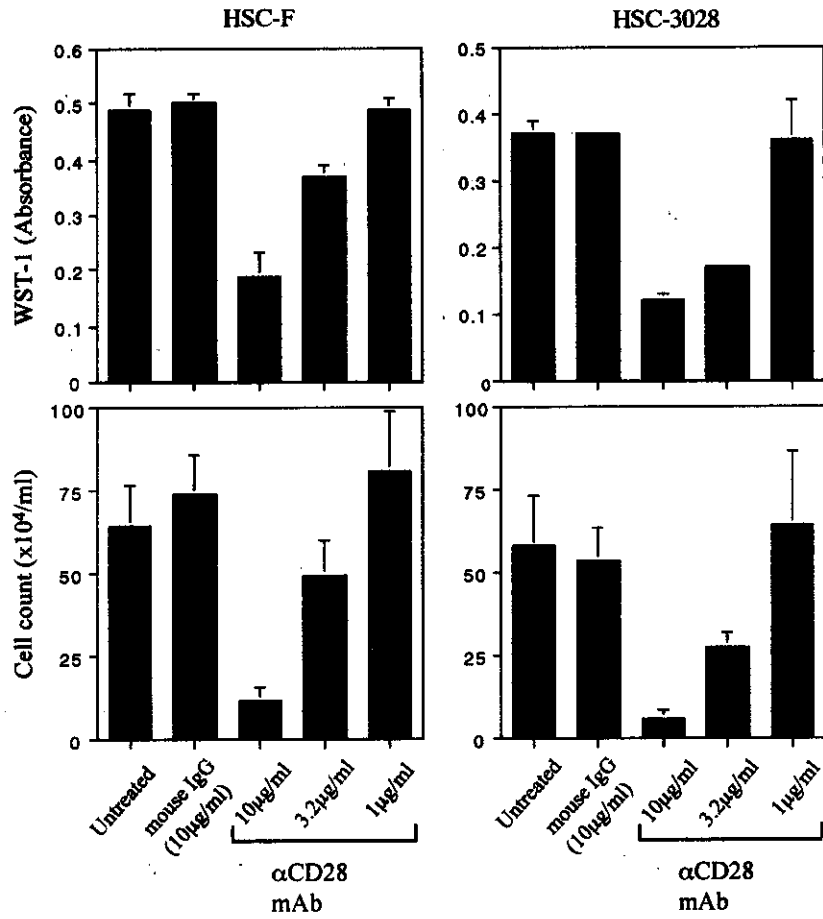 HSC-F
HSC-3028
WST-1 (Absorbance)
0.6
0.5
0.4
0.3
0.2
0.1
0
0.5
0.4
0.3
0.2
0.1
0
Cell count (x10⁴/ml)
100
75
50
25
0
100
75
50
25
0
Untreated
mouse IgG
(10μg/ml)
10μg/ml
3.2μg/ml
1μg/ml
αCD28
mAb
Untreated
mouse IgG
(10μg/ml)
10μg/ml
3.2μg/ml
1μg/ml
αCD28
mAb